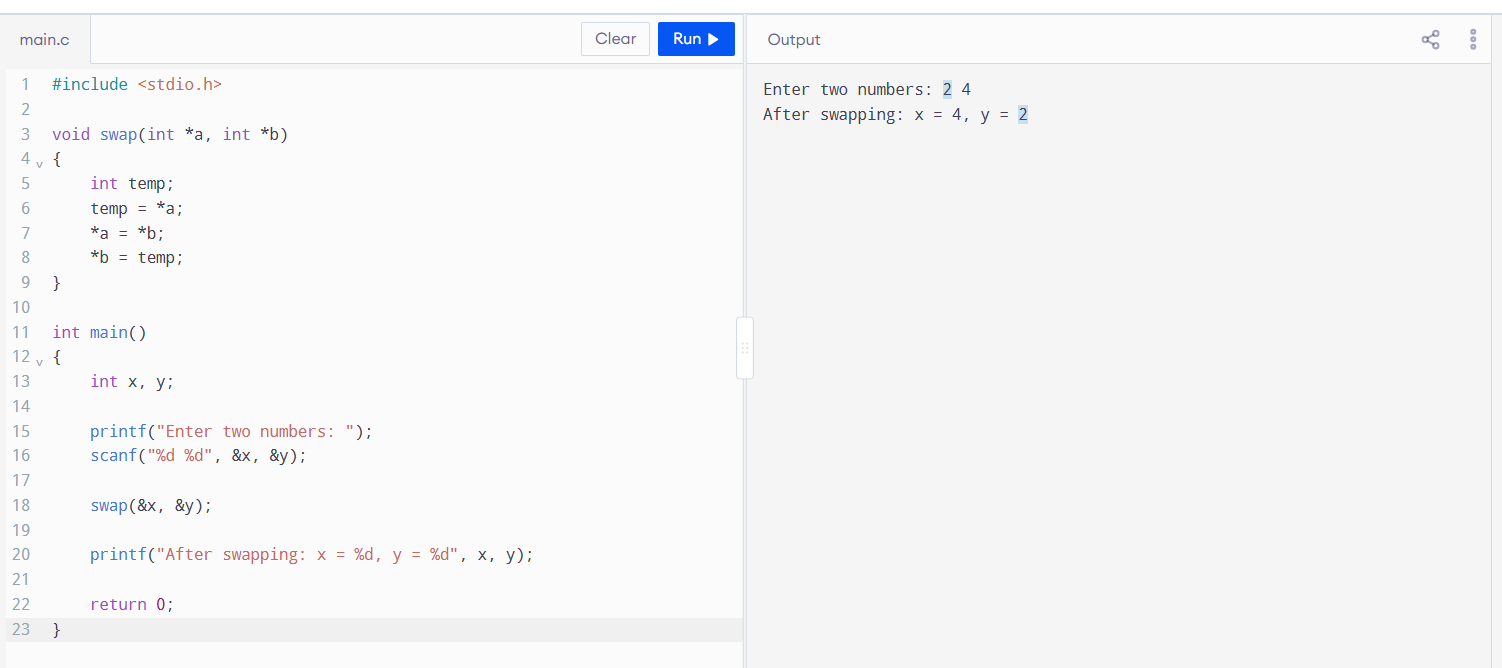 main.c
Clear
Run
Output
1 #include <stdio.h>
2
3 void swap(int *a, int *b)
4 {
5     int temp;
6     temp = *a;
7     *a = *b;
8     *b = temp;
9 }
10
11 int main()
12 {
13     int x, y;
14
15     printf("Enter two numbers: ");
16     scanf("%d %d", &x, &y);
17
18     swap(&x, &y);
19
20     printf("After swapping: x = %d, y = %d", x, y);
21
22     return 0;
23 }
Enter two numbers: 2 4
After swapping: x = 4, y = 2